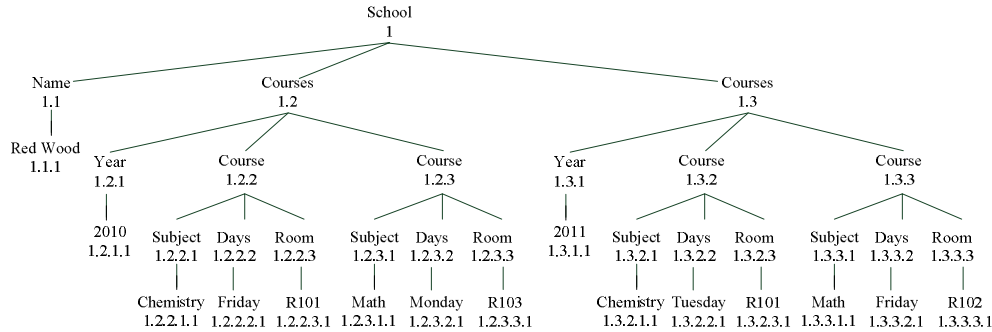 School
1
Name Courses Courses
1.1 1.2 1.3
Red Wood Year Course Course Year Course Course
1.1.1 1.2.1 1.2.2 1.2.3 1.3.1 1.3.2 1.3.3
2010 Subject Days Room Subject Days Room 2011 Subject Days Room Subject Days Room
1.2.1.1 1.2.2.1 1.2.2.2 1.2.2.3 1.2.3.1 1.2.3.2 1.2.3.3 1.3.1.1 1.3.2.1 1.3.2.2 1.3.2.3 1.3.3.1 1.3.3.2 1.3.3.3
Chemistry Friday R101 Math Monday R103 Chemistry Tuesday R101 Math Friday R102
1.2.2.1.1 1.2.2.2.1 1.2.2.3.1 1.2.3.1.1 1.2.3.2.1 1.2.3.3.1 1.3.2.1.1 1.3.2.2.1 1.3.2.3.1 1.3.3.1.1 1.3.3.2.1 1.3.3.3.1